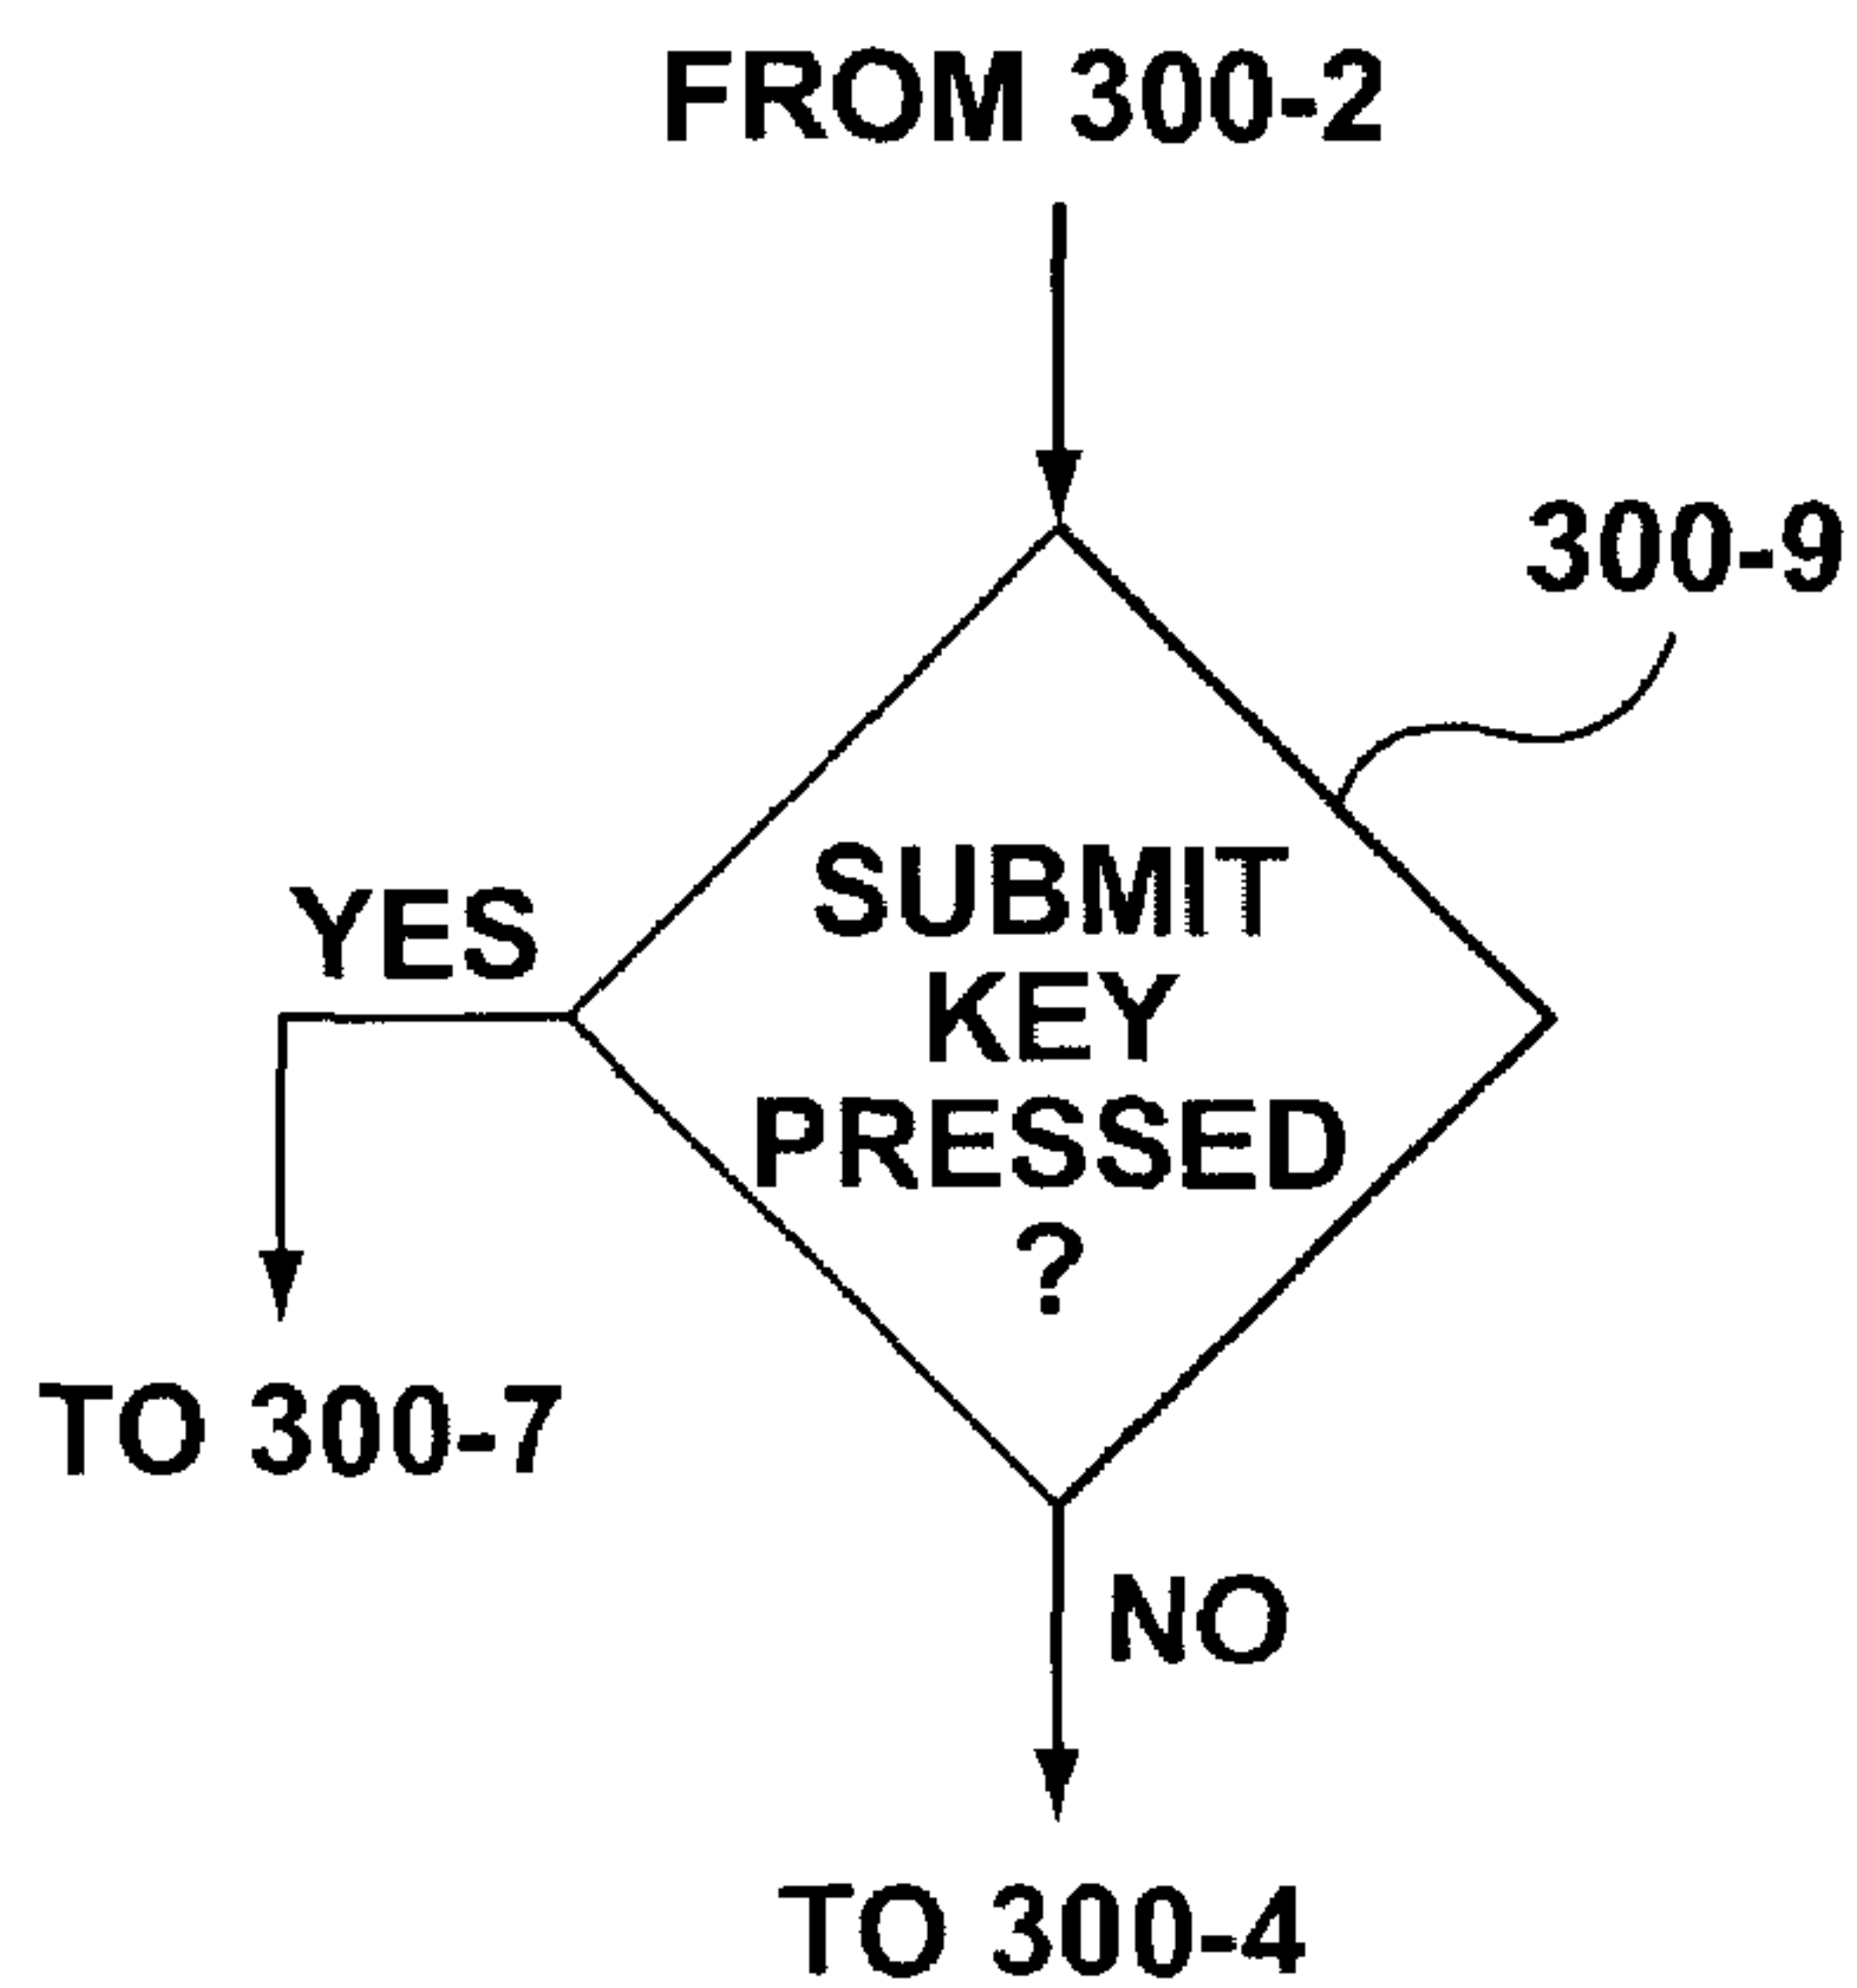 FROM 300-2
300-9
SUBMIT
KEY
PRESSED
?
YES
TO 300-7
NO
TO 300-4